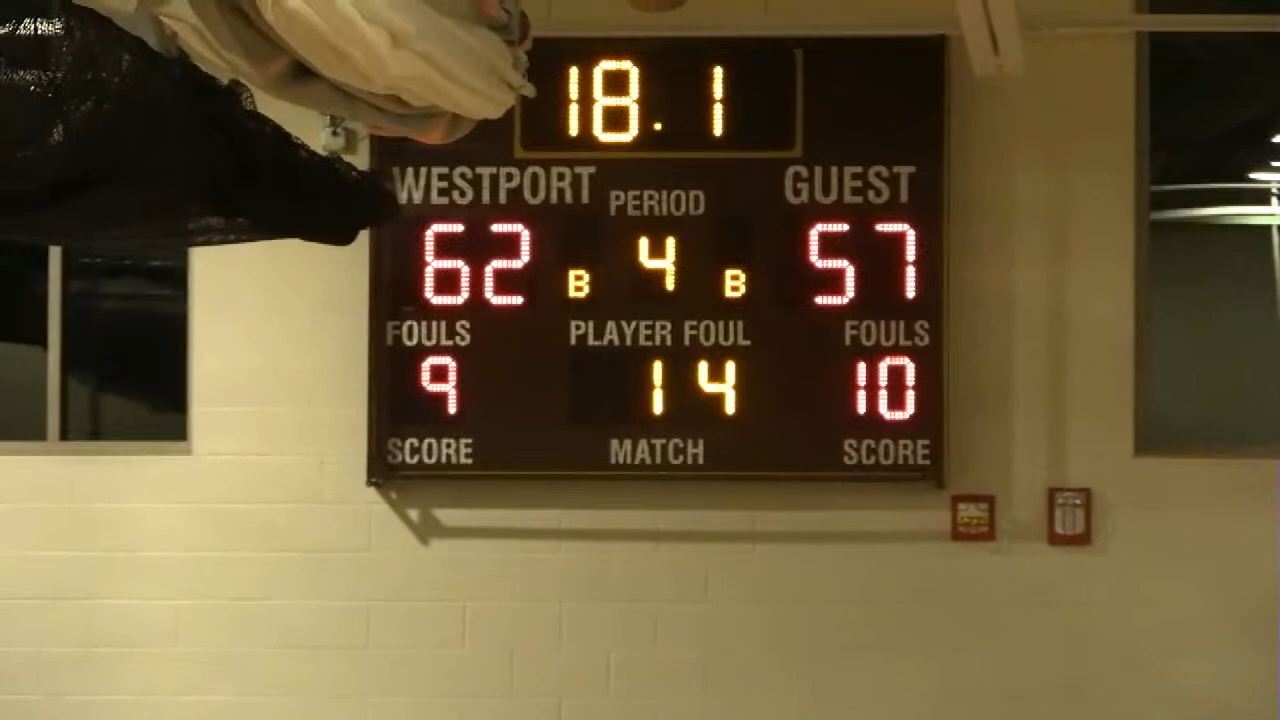 18.1
WESTPORT PERIOD GUEST
62 B 4 B 57
FOULS PLAYER FOUL FOULS
9 14 10
SCORE MATCH SCORE